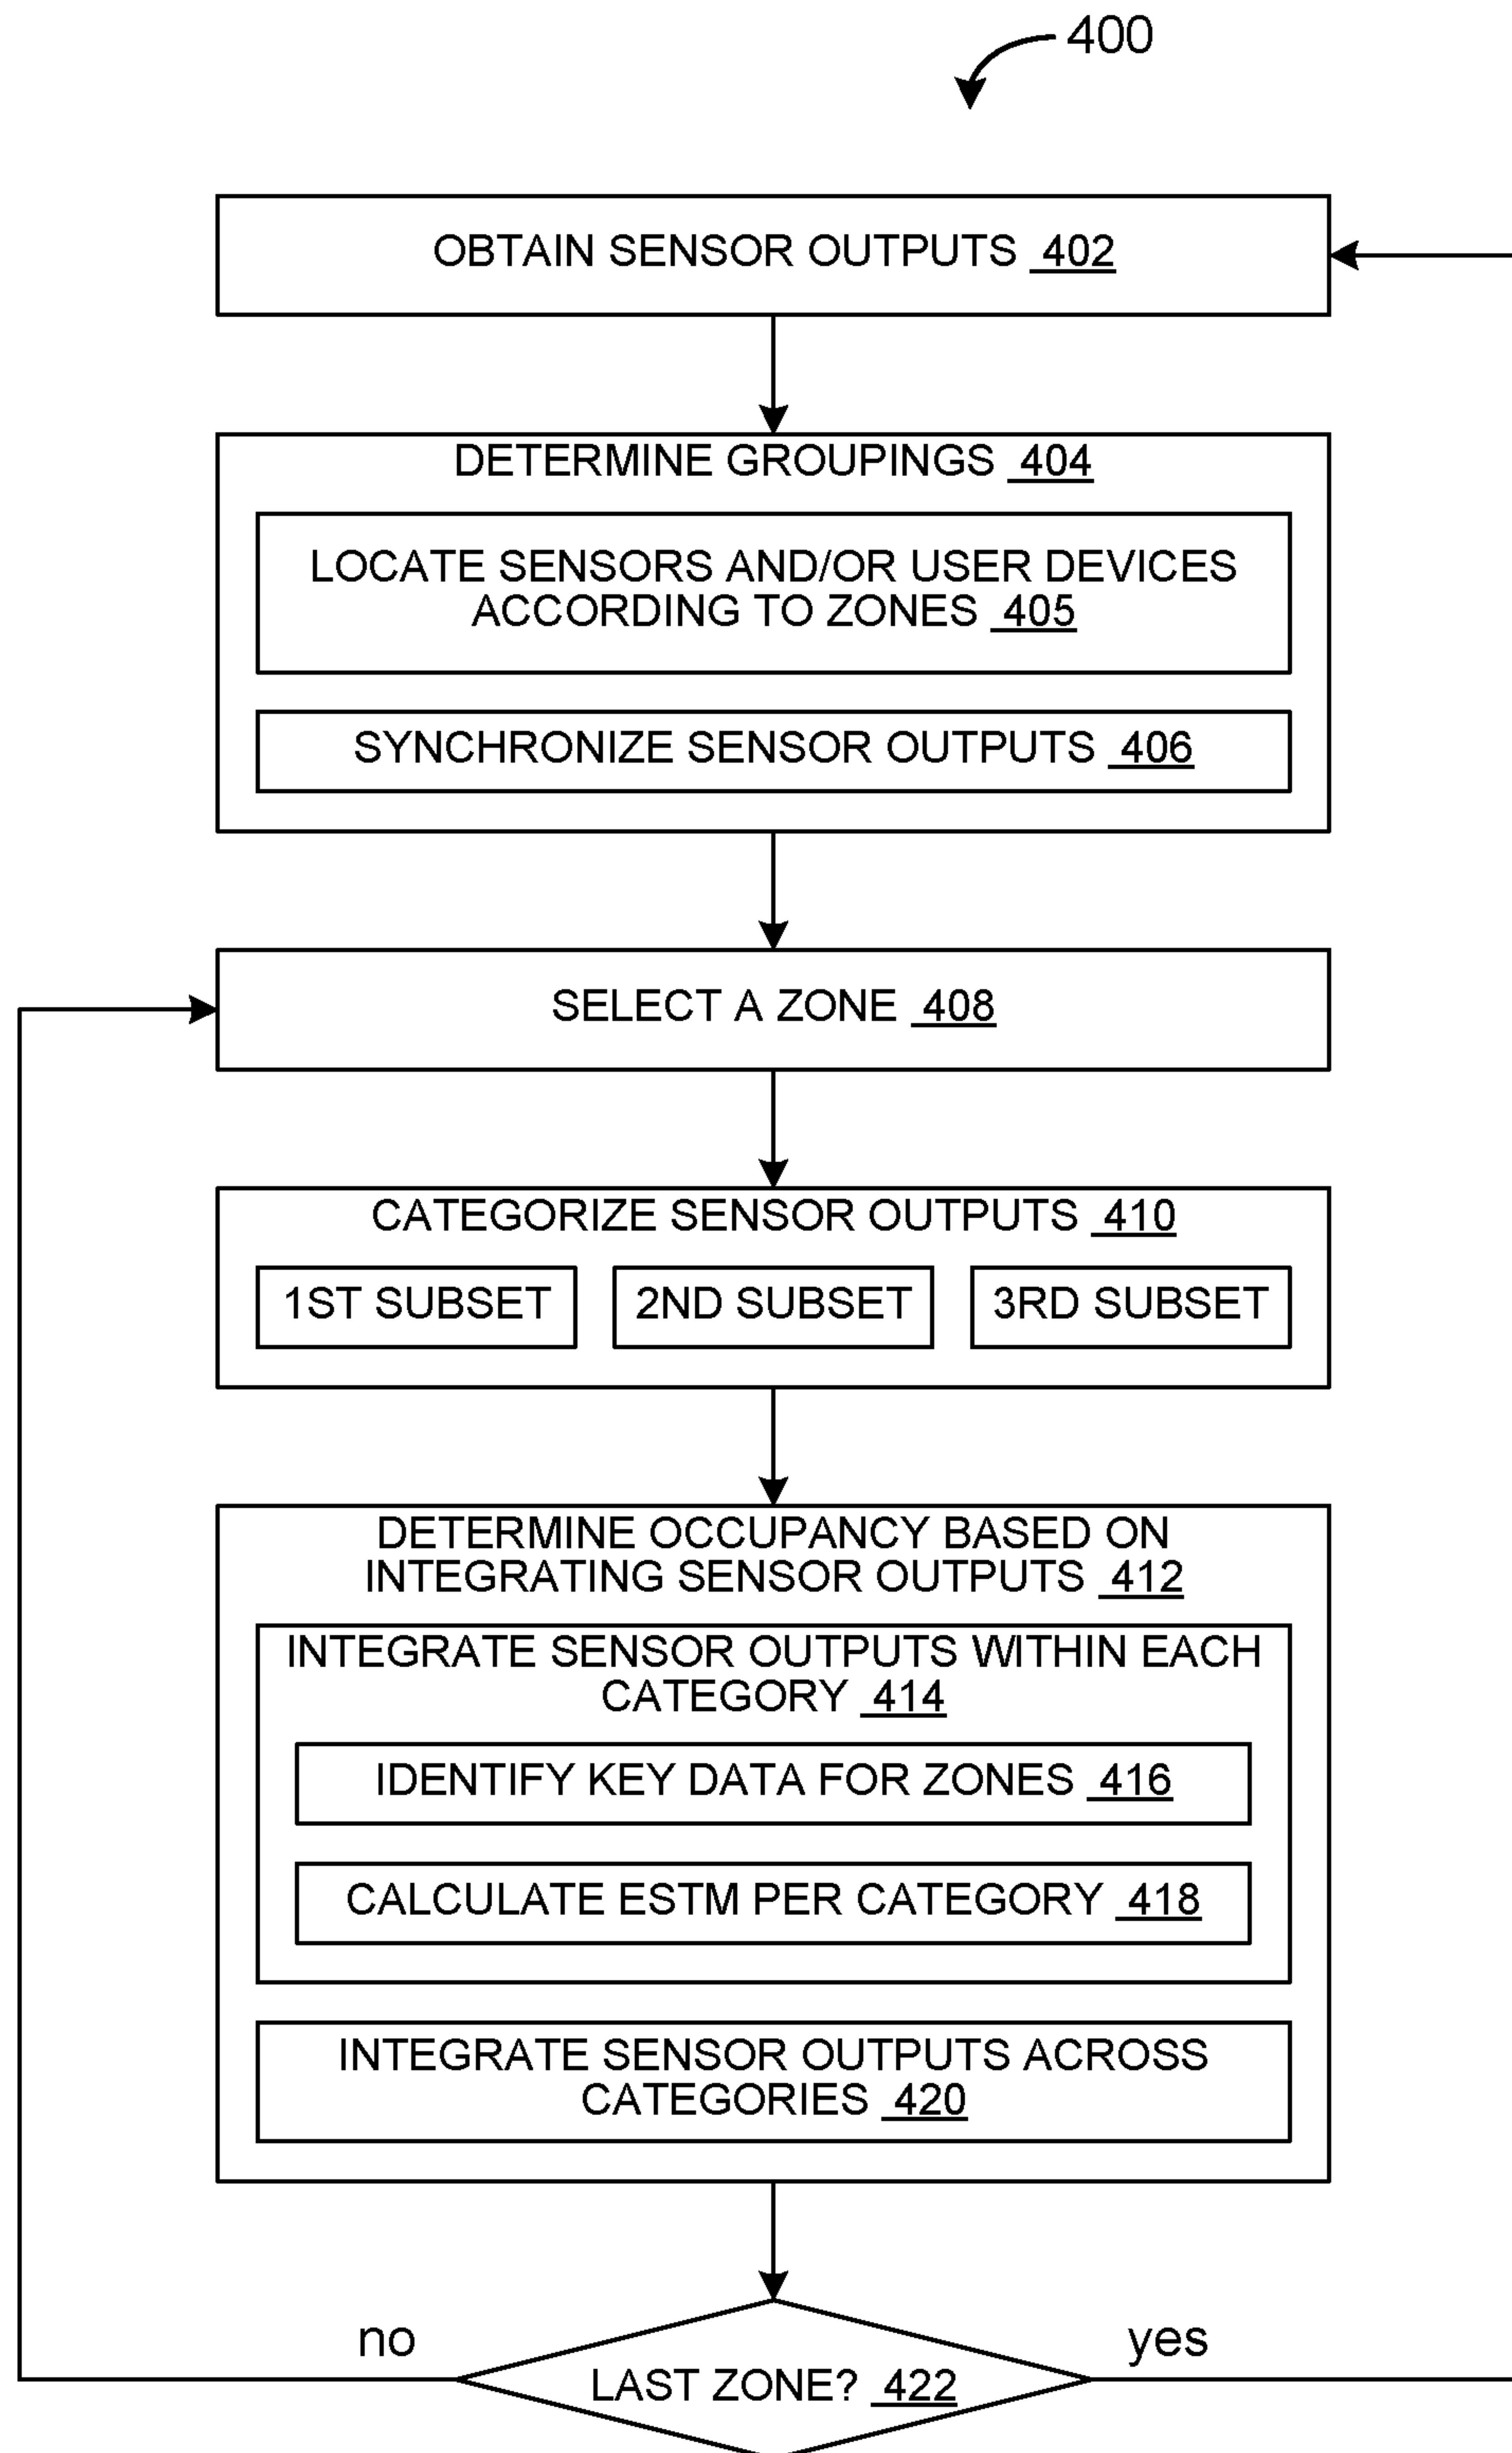 400
OBTAIN SENSOR OUTPUTS 402
DETERMINE GROUPINGS 404
LOCATE SENSORS AND/OR USER DEVICES
ACCORDING TO ZONES 405
SYNCHRONIZE SENSOR OUTPUTS 406
SELECT A ZONE 408
CATEGORIZE SENSOR OUTPUTS 410
1ST SUBSET
2ND SUBSET
3RD SUBSET
DETERMINE OCCUPANCY BASED ON
INTEGRATING SENSOR OUTPUTS 412
INTEGRATE SENSOR OUTPUTS WITHIN EACH
CATEGORY 414
IDENTIFY KEY DATA FOR ZONES 416
CALCULATE ESTM PER CATEGORY 418
INTEGRATE SENSOR OUTPUTS ACROSS
CATEGORIES 420
no
yes
LAST ZONE? 422